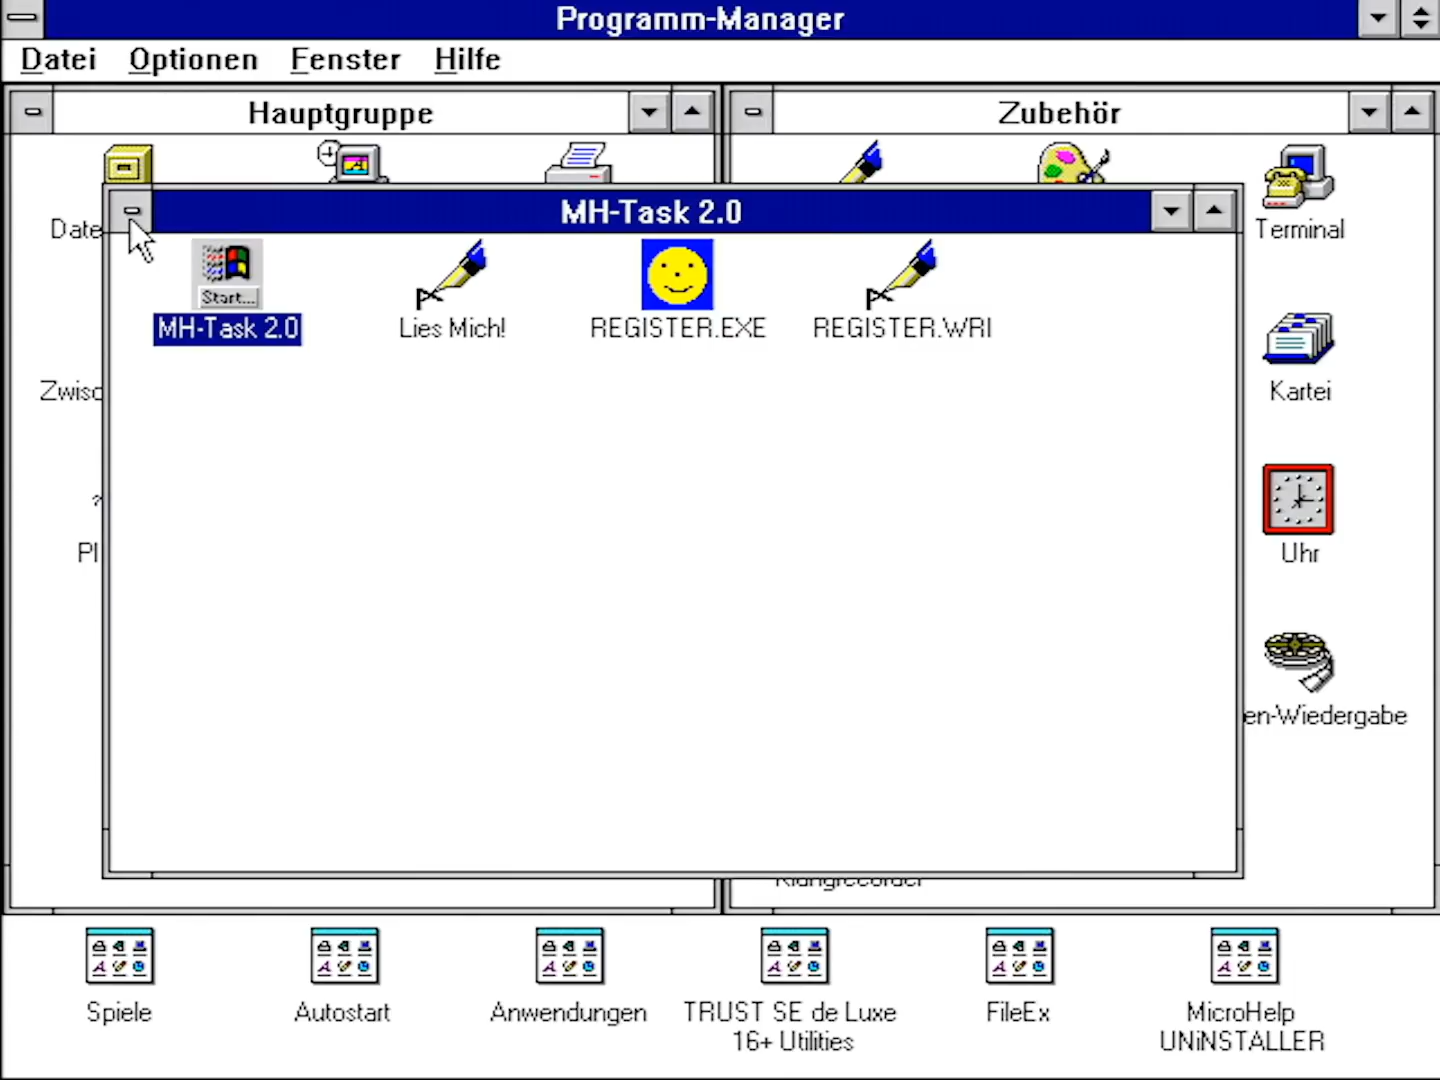 Programm-Manager
Datei Optionen Fenster Hilfe
Hauptgruppe
Zubehör
MH-Task 2.0
Start...
MH-Task 2.0
Lies Mich!
REGISTER.EXE
REGISTER.WRI
Date
Zwisc
?
Pl
Terminal
Kartei
Uhr
en-Wiedergabe
Klangrecorder
Spiele
Autostart
Anwendungen
TRUST SE de Luxe
16+ Utilities
FileEx
MicroHelp
UNiNSTALLER